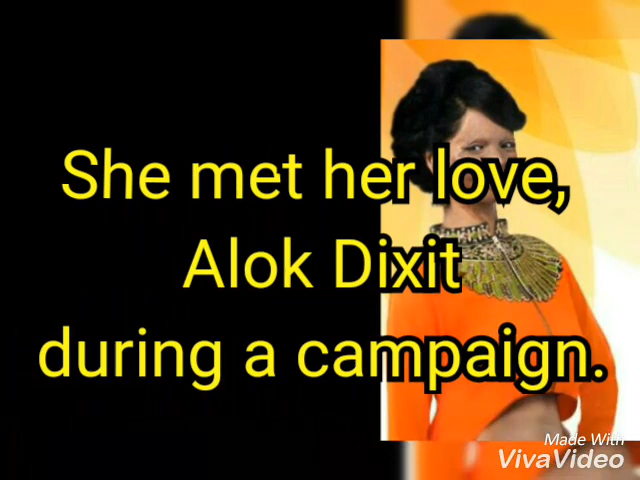 She met her love,
Alok Dixit
during a campaign.
Made With
VivaVideo